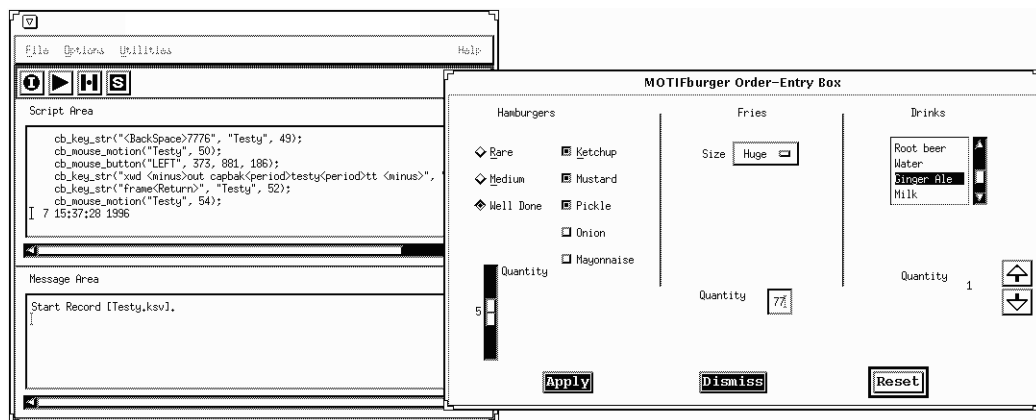 File Options Utilities Help
Script Area
cb_key_str("<BackSpace>7776", "Testy", 49);
cb_mouse_motion("Testy", 50);
cb_mouse_button("LEFT", 373, 881, 186);
cb_key_str("xwd <minus>out capbak<period>testy<period>tt <minus>", "
cb_key_str("frame<Return>", "Testy", 52);
cb_mouse_motion("Testy", 54);
7 15:37:28 1996
Message Area
Start Record [Testy.ksv].
MOTIFburger Order-Entry Box
Hamburgers
Rare
Medium
Well Done
Ketchup
Mustard
Pickle
Onion
Mayonnaise
Quantity
5
Fries
Size Huge
Quantity 77
Drinks
Root beer
Water
Ginger Ale
Milk
Quantity 1
Apply Dismiss Reset